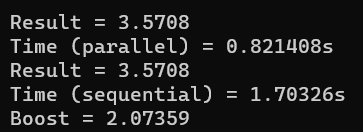 Result = 3.5708
Time (parallel) = 0.821408s
Result = 3.5708
Time (sequential) = 1.70326s
Boost = 2.07359